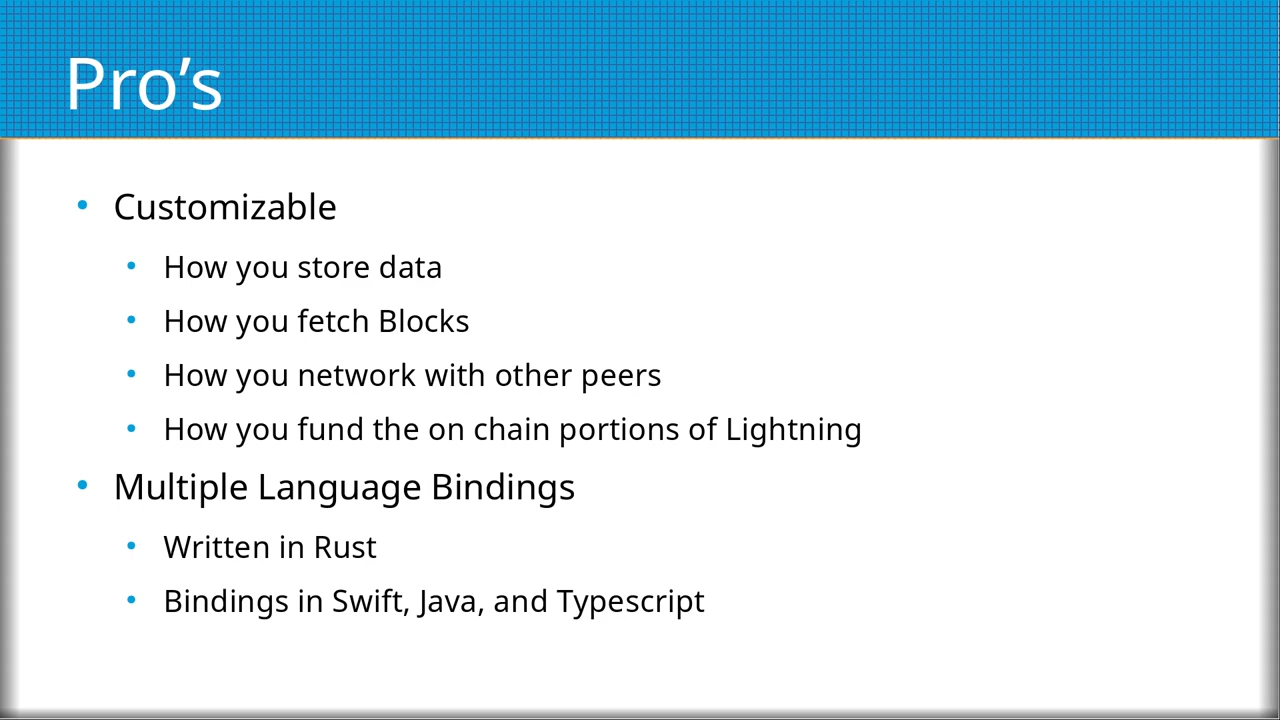 Pro’s
• Customizable
• How you store data
• How you fetch Blocks
• How you network with other peers
• How you fund the on chain portions of Lightning
• Multiple Language Bindings
• Written in Rust
• Bindings in Swift, Java, and Typescript